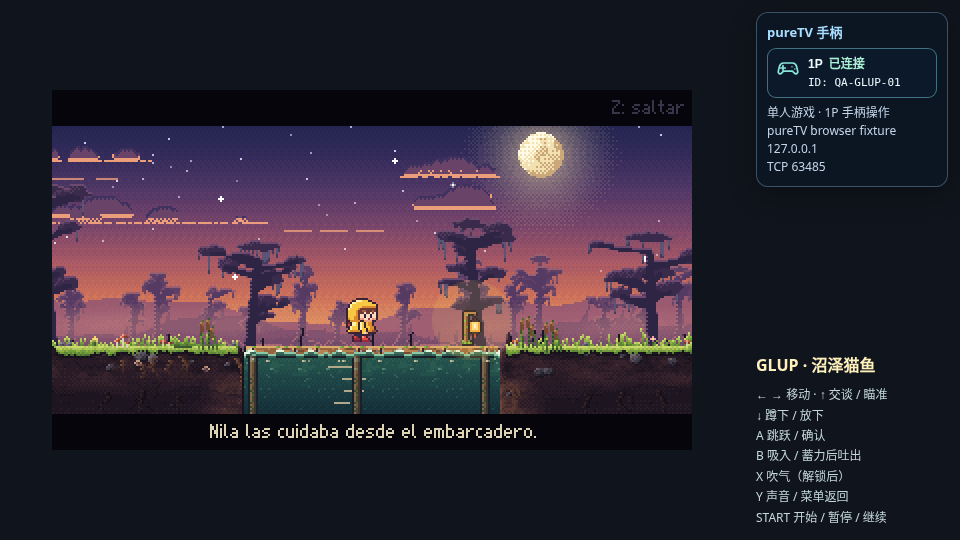 Z: saltar
Nila las cuidaba desde el embarcadero.
pureTV 手柄
1P 已连接
ID: QA-GLUP-01
单人游戏 · 1P 手柄操作
pureTV browser fixture
127.0.0.1
TCP 63485
GLUP · 沼泽猫鱼
← → 移动 · ↑ 交谈 / 瞄准
↓ 蹲下 / 放下
A 跳跃 / 确认
B 吸入 / 蓄力后吐出
X 吹气（解锁后）
Y 声音 / 菜单返回
START 开始 / 暂停 / 继续